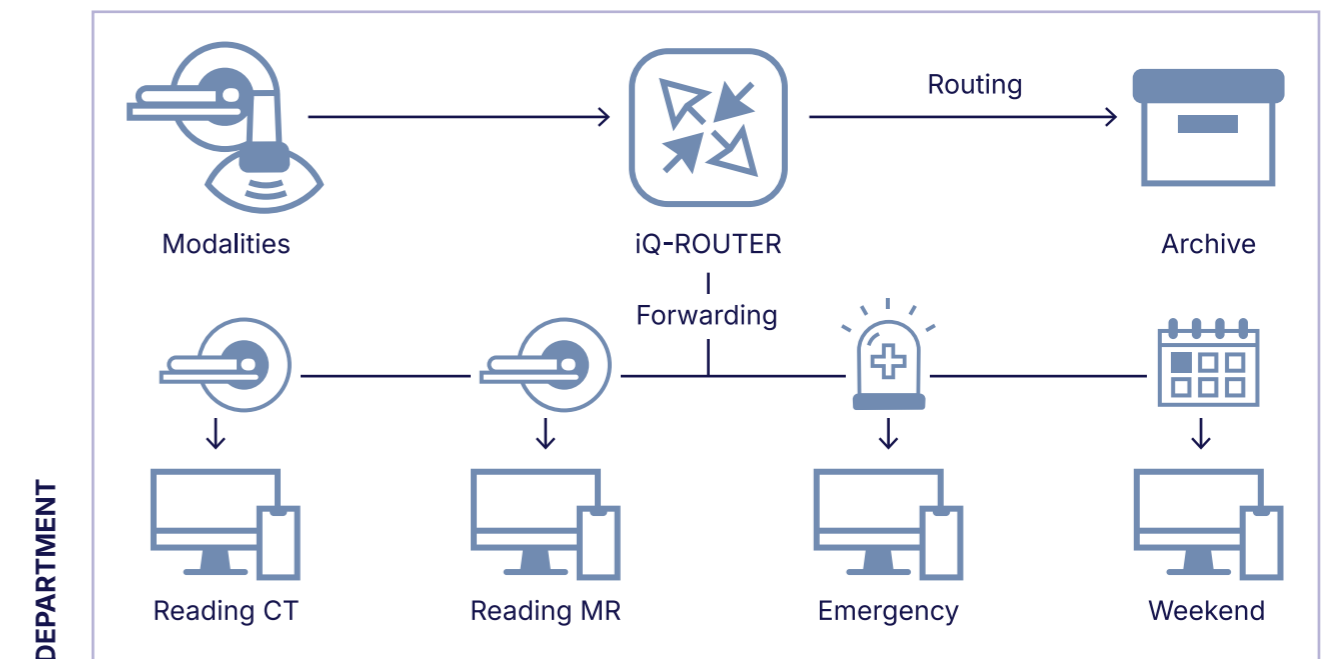 Routing
Modalities
iQ-ROUTER
Archive
Forwarding
Reading CT
Reading MR
Emergency
Weekend
DEPARTMENT